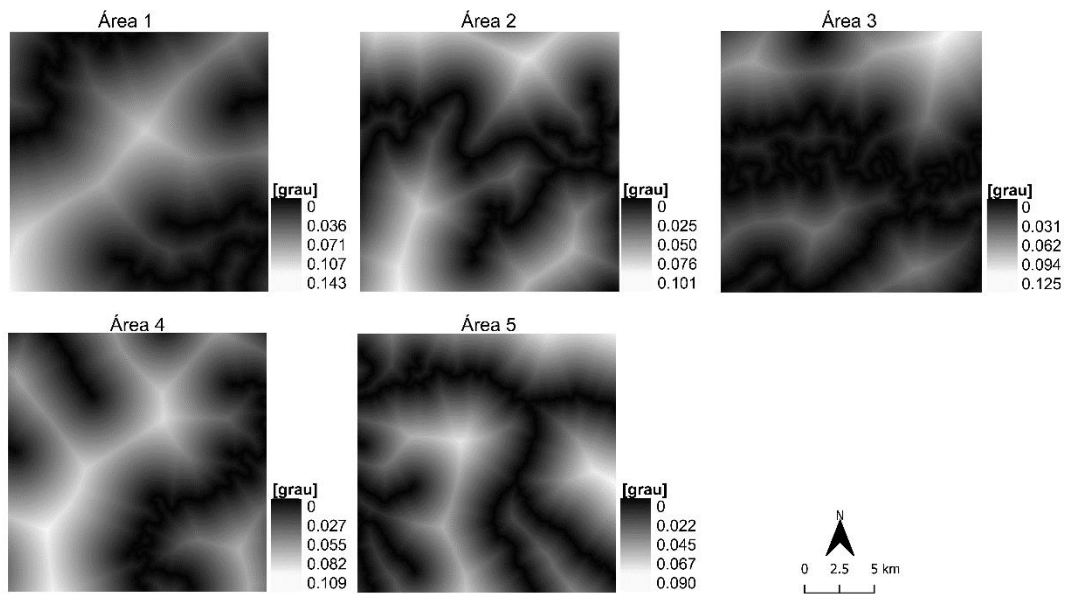 Área 1
[grau]
0
0.036
0.071
0.107
0.143
Área 2
[grau]
0
0.025
0.050
0.076
0.101
Área 3
[grau]
0
0.031
0.062
0.094
0.125
Área 4
[grau]
0
0.027
0.055
0.082
0.109
Área 5
[grau]
0
0.022
0.045
0.067
0.090
N
0 2.5 5 km